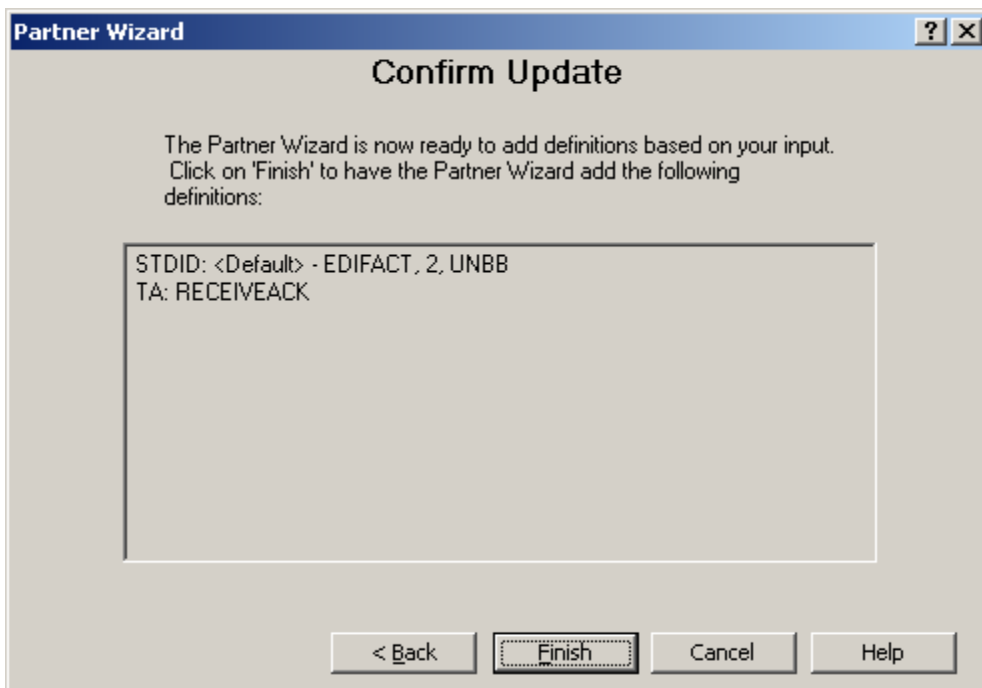 Partner Wizard
Confirm Update
The Partner Wizard is now ready to add definitions based on your input.
Click on 'Finish' to have the Partner Wizard add the following
definitions:
STDID: <Default> - EDIFACT, 2, UNBB
TA: RECEIVEACK
< Back Finish Cancel Help